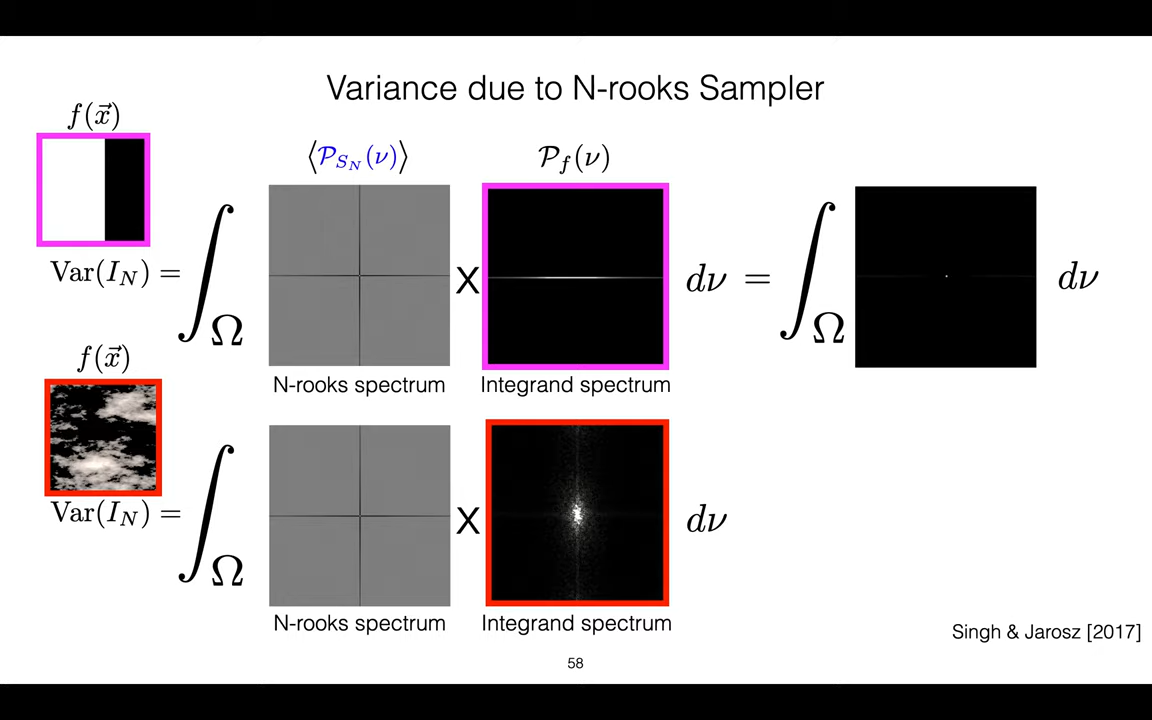 Variance due to N-rooks Sampler
f(x⃗)
⟨𝒫_{S_N}(ν)⟩ 𝒫_f(ν)
Var(I_N) = ∫_Ω X dν = ∫_Ω dν
N-rooks spectrum Integrand spectrum
f(x⃗)
Var(I_N) = ∫_Ω X dν
N-rooks spectrum Integrand spectrum
Singh & Jarosz [2017]
58